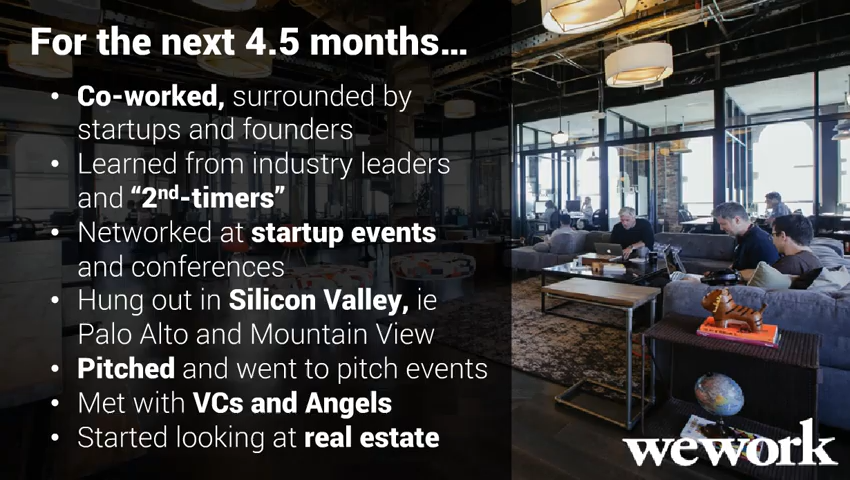 For the next 4.5 months...
• Co-worked, surrounded by
startups and founders
• Learned from industry leaders
and “2nd-timers”
• Networked at startup events
and conferences
• Hung out in Silicon Valley, ie
Palo Alto and Mountain View
• Pitched and went to pitch events
• Met with VCs and Angels
• Started looking at real estate
wework